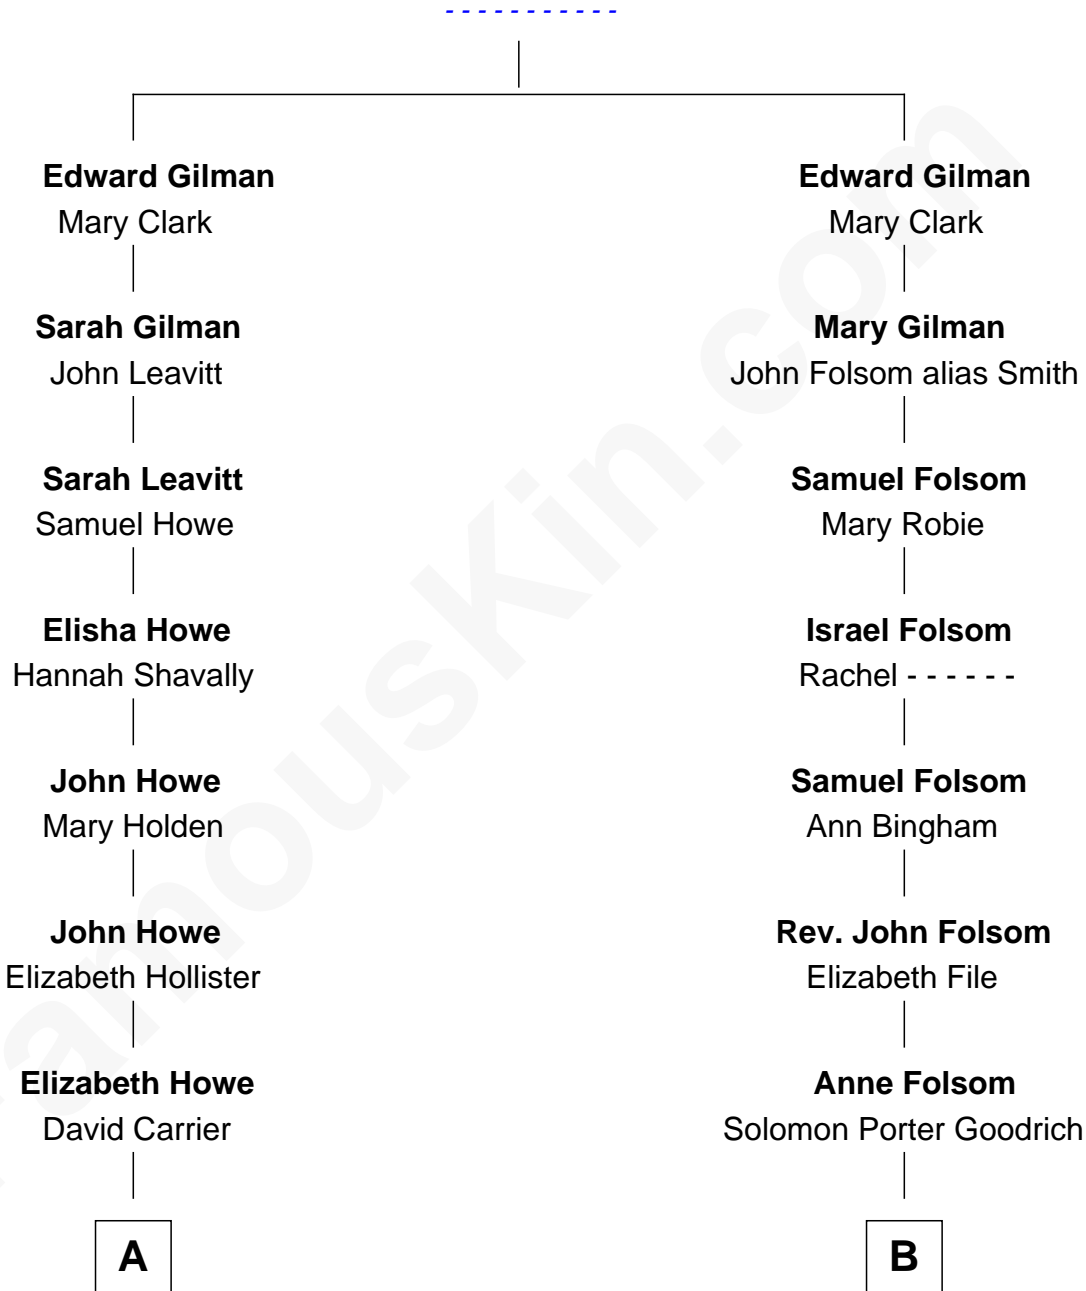 - - - - - - - - - - -
Edward Gilman
Mary Clark
Edward Gilman
Mary Clark
Sarah Gilman
John Leavitt
Mary Gilman
John Folsom alias Smith
Sarah Leavitt
Samuel Howe
Samuel Folsom
Mary Robie
Elisha Howe
Hannah Shavally
Israel Folsom
Rachel - - - - - -
John Howe
Mary Holden
Samuel Folsom
Ann Bingham
John Howe
Elizabeth Hollister
Rev. John Folsom
Elizabeth File
Elizabeth Howe
David Carrier
Anne Folsom
Solomon Porter Goodrich
A
B
FamousKin.com